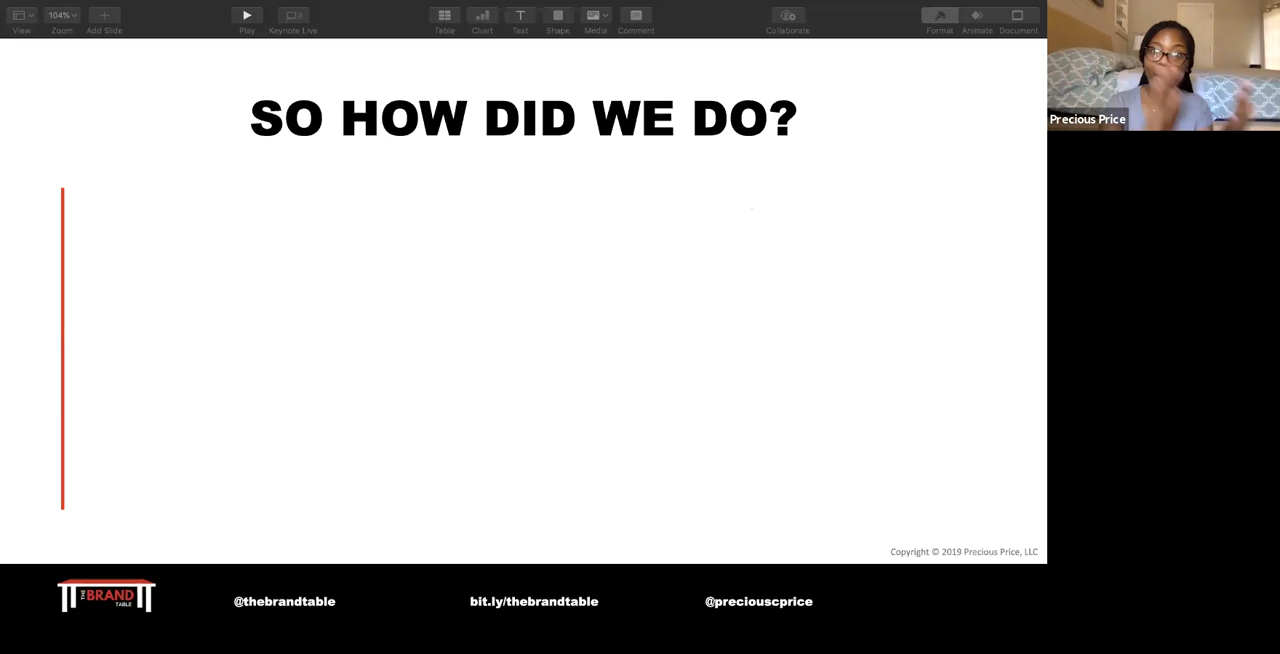 104%
View
Zoom
Add Slide
Play
Keynote Live
Table
Chart
Text
Shape
Media
Comment
Collaborate
Format
Animate
Document
SO HOW DID WE DO?
Precious Price
Copyright © 2019 Precious Price, LLC
THE BRAND TABLE
@thebrandtable
bit.ly/thebrandtable
@preciouscprice